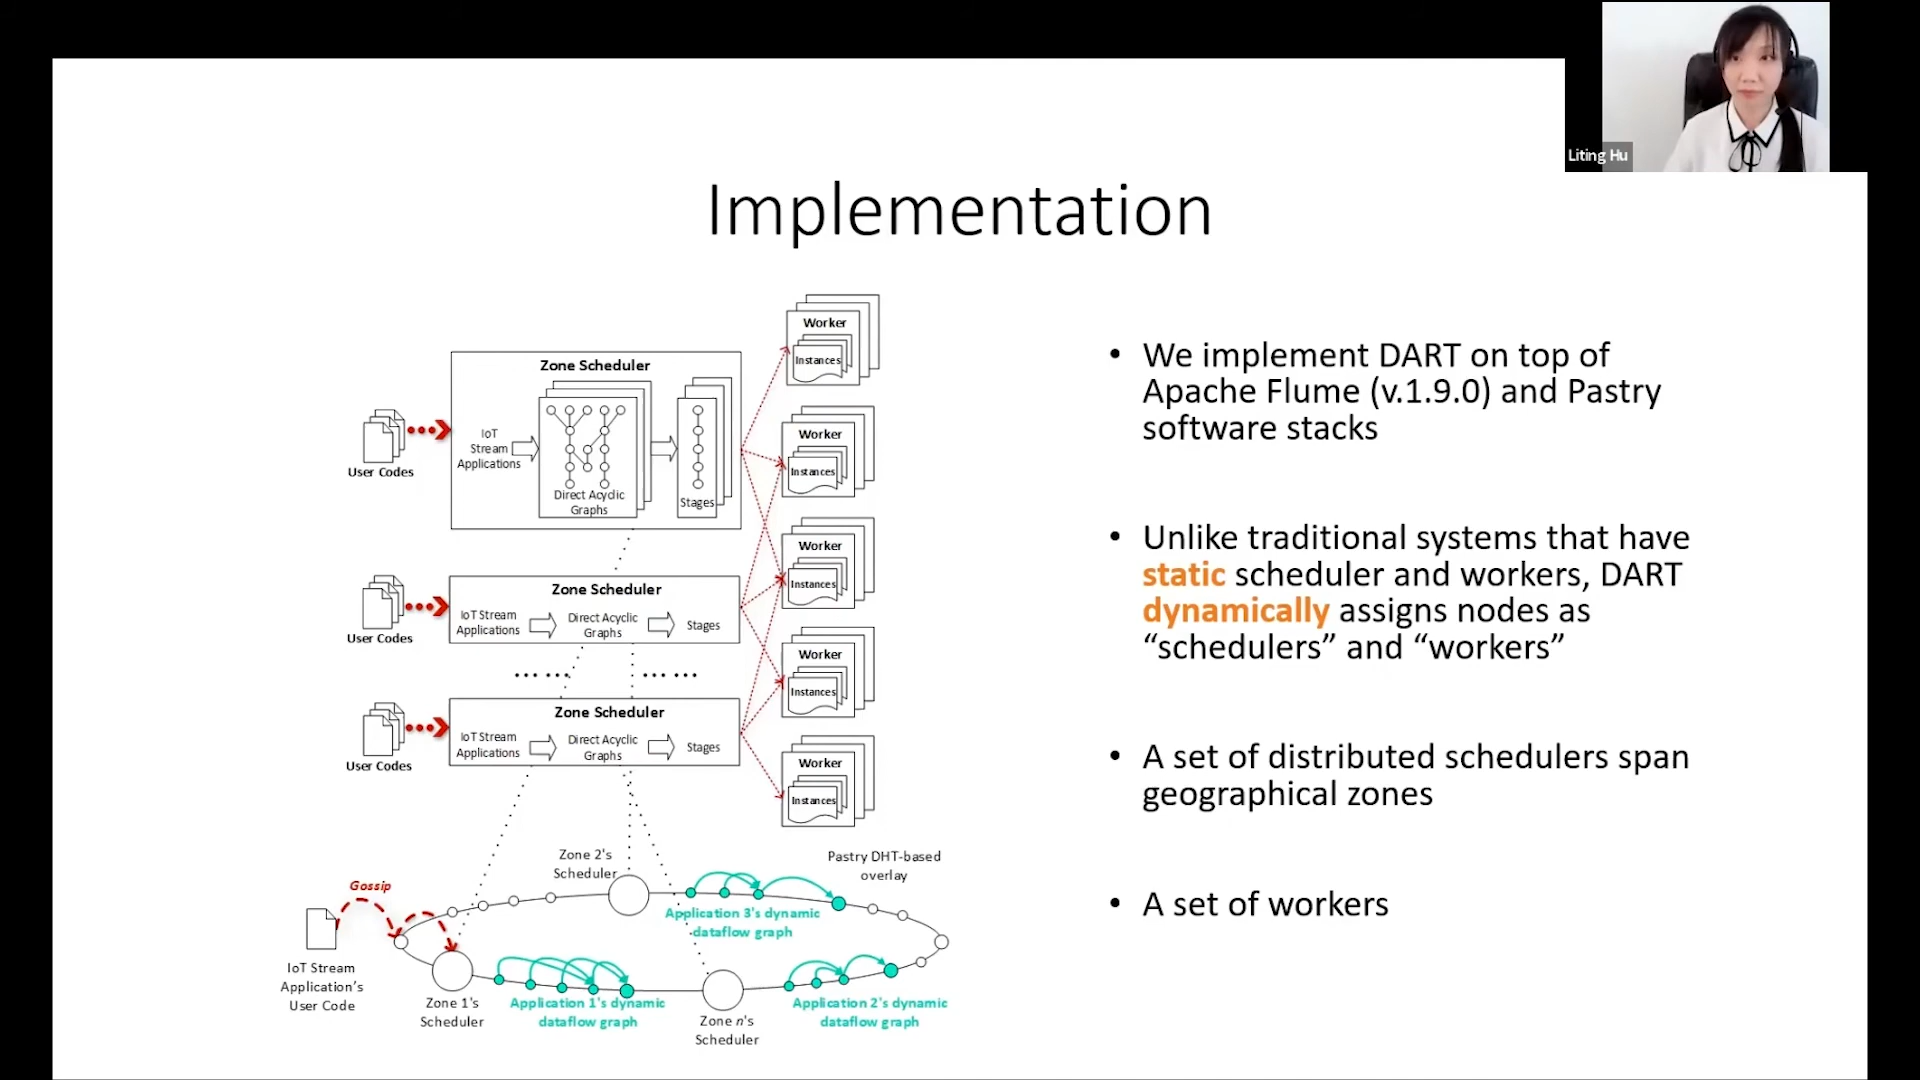 Liting Hu
Implementation
Worker
Instances
Zone Scheduler
IoT
Stream
Applications
Direct Acyclic
Graphs
Stages
User Codes
Worker
Instances
Worker
Instances
Zone Scheduler
IoT Stream
Applications
Direct Acyclic
Graphs
Stages
User Codes
Worker
Instances
Zone Scheduler
IoT Stream
Applications
Direct Acyclic
Graphs
Stages
User Codes
Worker
Instances
Zone 2's
Scheduler
Pastry DHT-based
overlay
Gossip
Application 3's dynamic
dataflow graph
IoT Stream
Application's
User Code
Zone 1's
Scheduler
Application 1's dynamic
dataflow graph
Zone n's
Scheduler
Application 2's dynamic
dataflow graph
• We implement DART on top of
Apache Flume (v.1.9.0) and Pastry
software stacks
• Unlike traditional systems that have
static scheduler and workers, DART
dynamically assigns nodes as
“schedulers” and “workers”
• A set of distributed schedulers span
geographical zones
• A set of workers